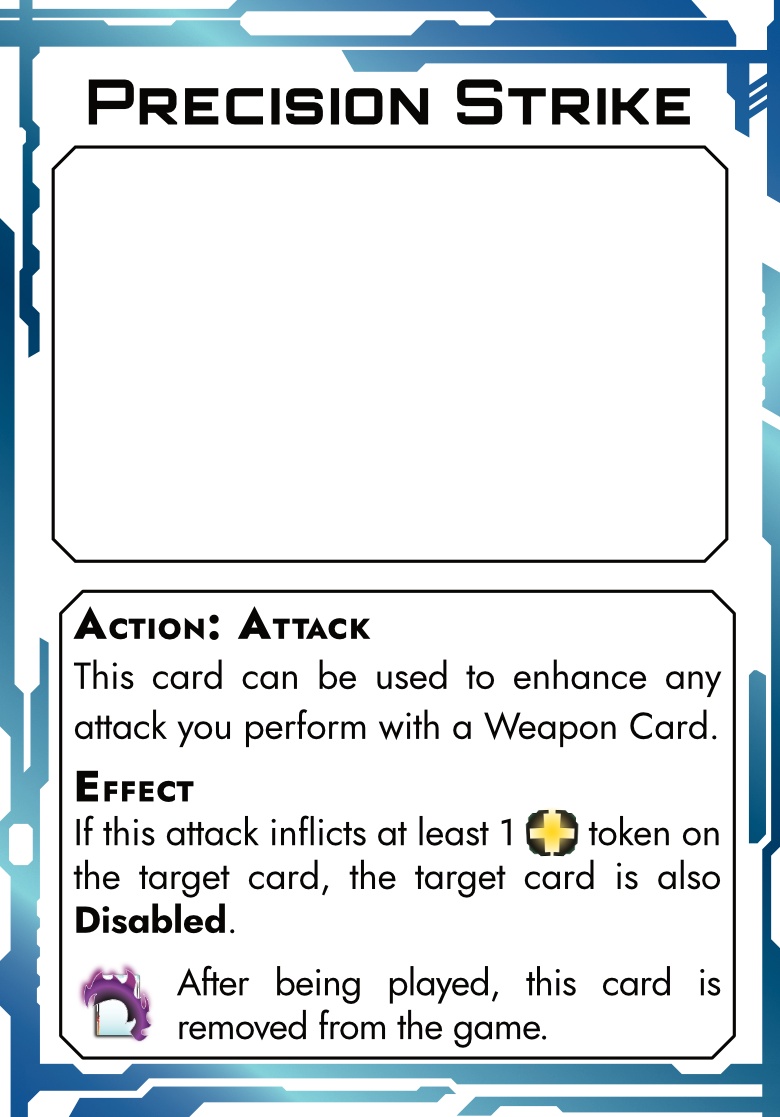 Precision Strike
Action: Attack
This card can be used to enhance any
attack you perform with a Weapon Card.
Effect
If this attack inflicts at least 1 token on
the target card, the target card is also
Disabled.
After being played, this card is
removed from the game.